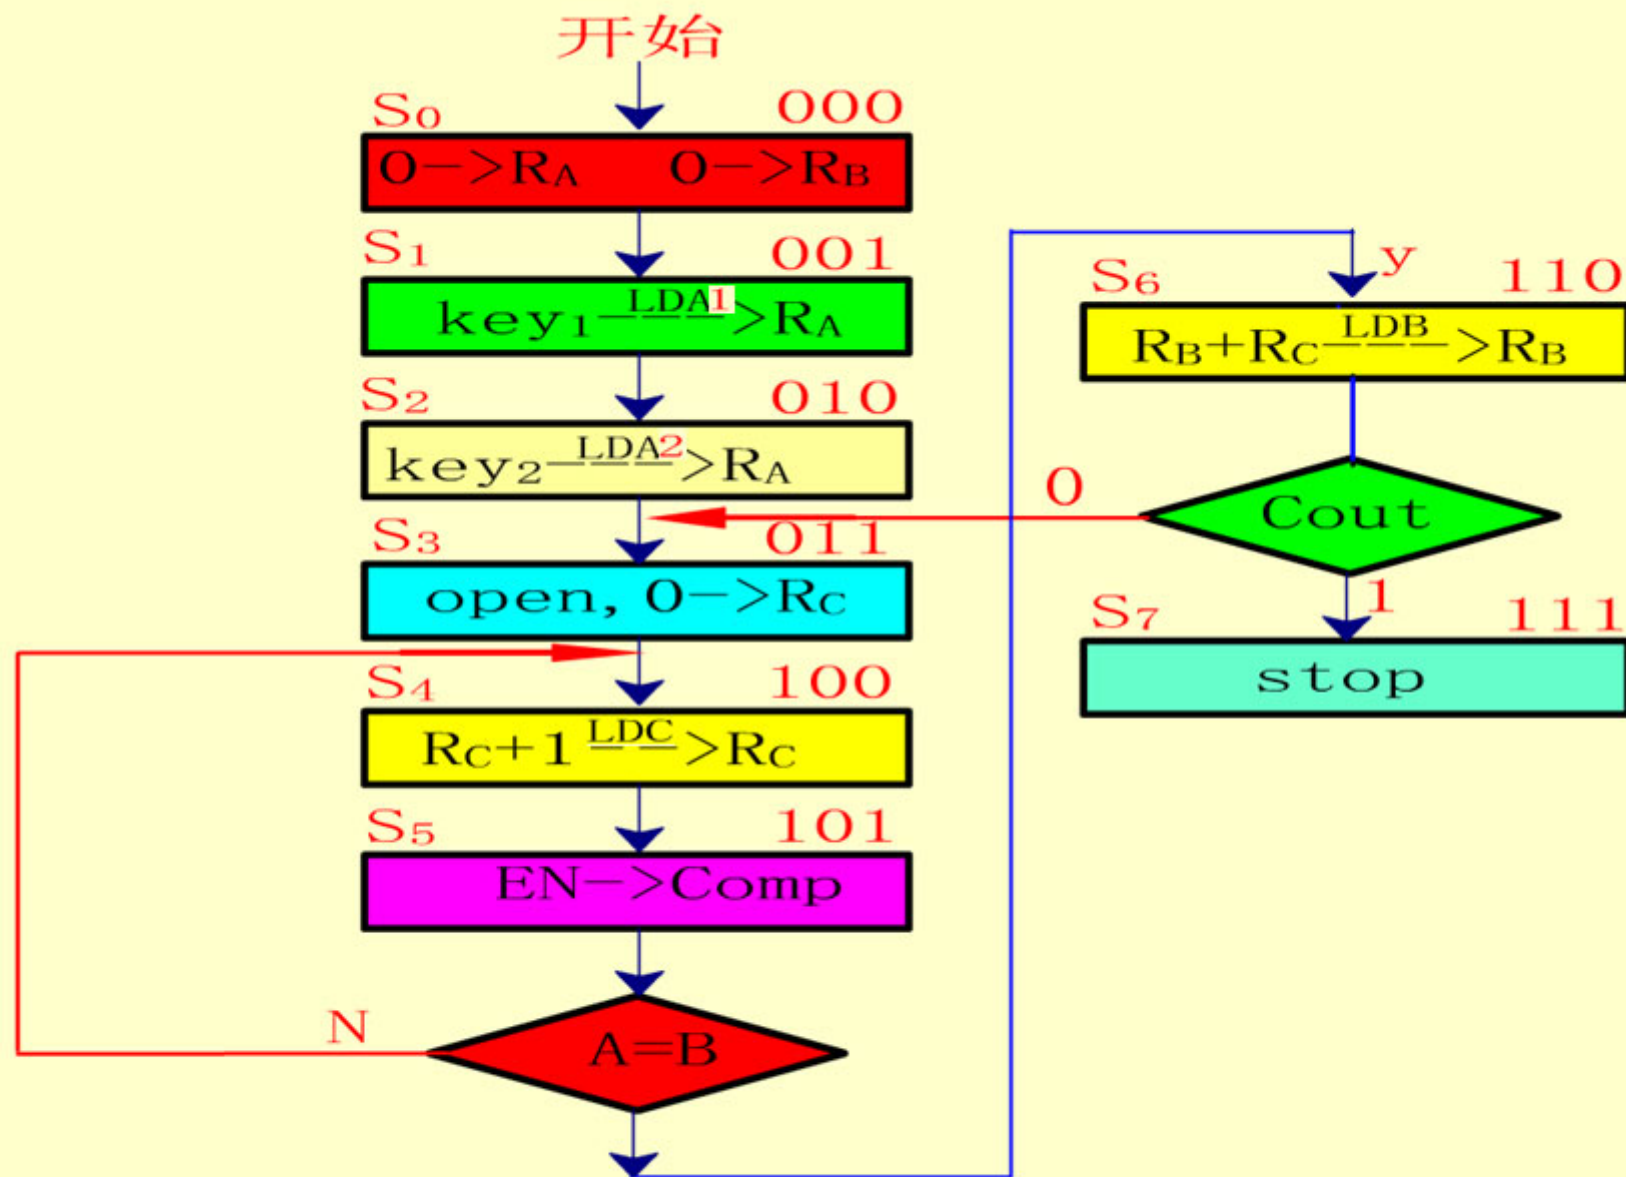 开始
S0 000
0->RA 0->RB
S1 001
key1 LDA1 ---->RA
S2 010
key2 LDA2 ---->RA
S3 011
open, 0->RC
S4 100
RC+1 LDC -->RC
S5 101
EN->Comp
A=B
N
y
S6 110
RB+RC LDB ---->RB
Cout
0
1
S7 111
stop